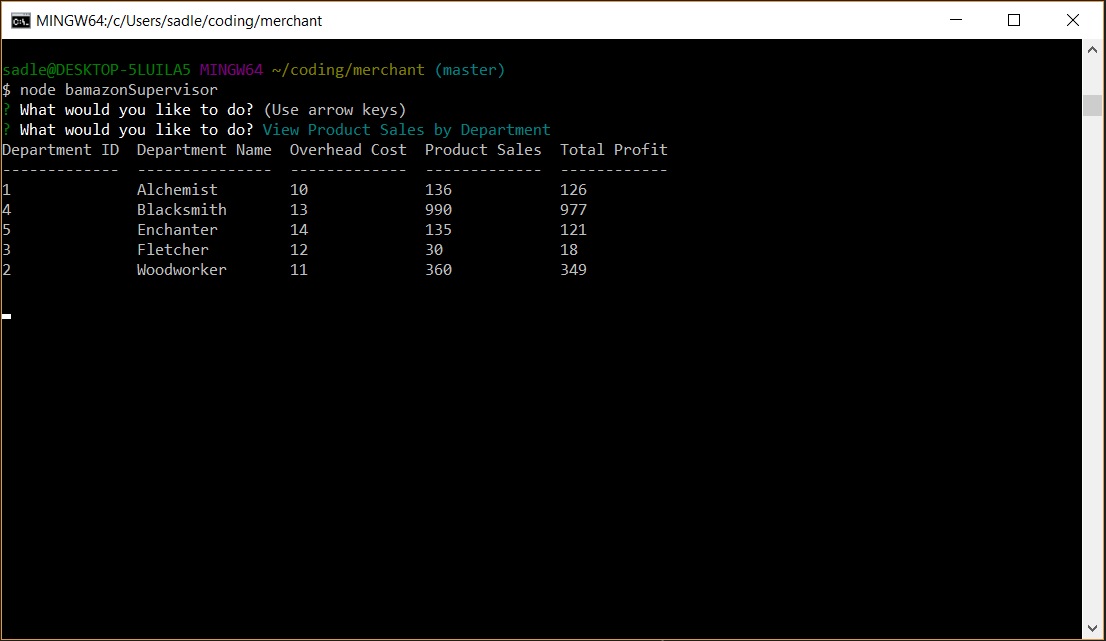 MINGW64:/c/Users/sadle/coding/merchant
sadle@DESKTOP-5LUILA5 MINGW64 ~/coding/merchant (master)
$ node bamazonSupervisor
? What would you like to do? (Use arrow keys)
? What would you like to do? View Product Sales by Department
Department ID  Department Name  Overhead Cost  Product Sales  Total Profit
-------------  ---------------  -------------  -------------  ------------
1              Alchemist        10             136            126
4              Blacksmith       13             990            977
5              Enchanter        14             135            121
3              Fletcher         12             30             18
2              Woodworker       11             360            349